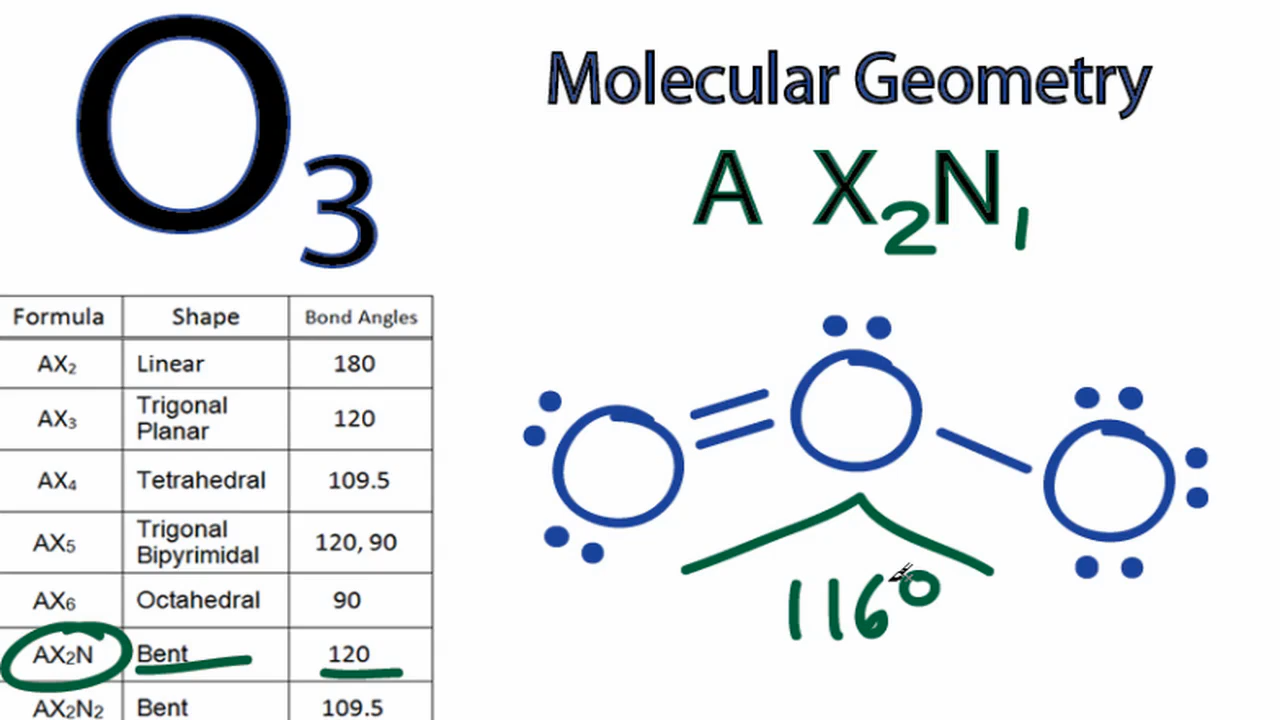 O₃
Molecular Geometry
A X₂N₁
Formula Shape Bond Angles
AX₂ Linear 180
AX₃ Trigonal Planar 120
AX₄ Tetrahedral 109.5
AX₅ Trigonal Bipyrimidal 120, 90
AX₆ Octahedral 90
AX₂N Bent 120
AX₂N₂ Bent 109.5
116°